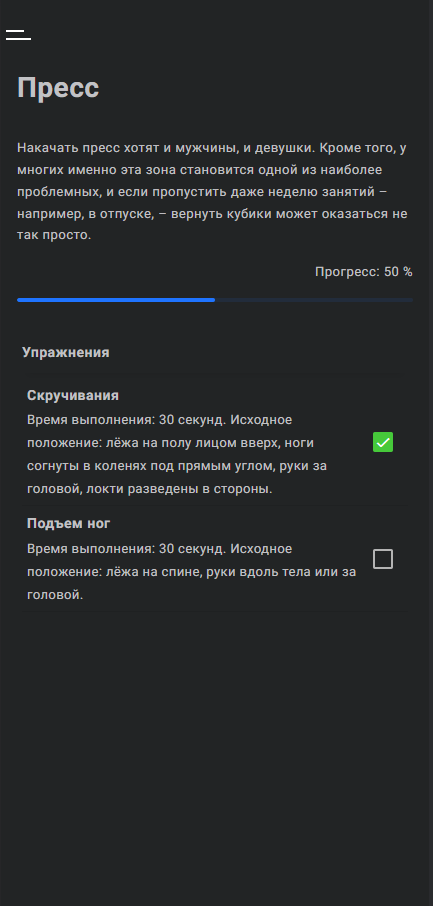 Пресс
Накачать пресс хотят и мужчины, и девушки. Кроме того, у
многих именно эта зона становится одной из наиболее
проблемных, и если пропустить даже неделю занятий –
например, в отпуске, – вернуть кубики может оказаться не
так просто.
Прогресс: 50 %
Упражнения
Скручивания
Время выполнения: 30 секунд. Исходное
положение: лёжа на полу лицом вверх, ноги
согнуты в коленях под прямым углом, руки за
головой, локти разведены в стороны.
Подъем ног
Время выполнения: 30 секунд. Исходное
положение: лёжа на спине, руки вдоль тела или за
головой.